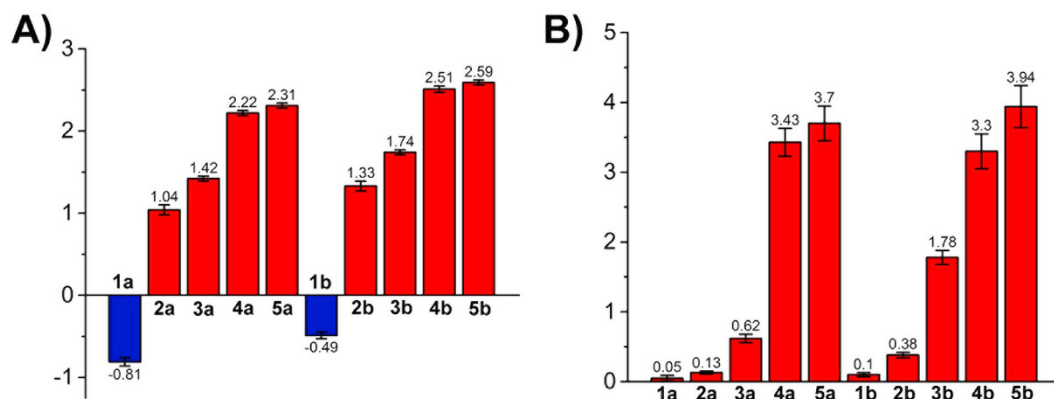 A)
3
2
1
0
-1
1a
-0.81
1.04
2a
1.42
3a
2.22
4a
2.31
5a
1b
-0.49
1.33
2b
1.74
3b
2.51
4b
2.59
5b
B)
5
4
3
2
1
0
0.05
0.13
0.62
3.43
3.7
0.1
0.38
1.78
3.3
3.94
1a 2a 3a 4a 5a 1b 2b 3b 4b 5b